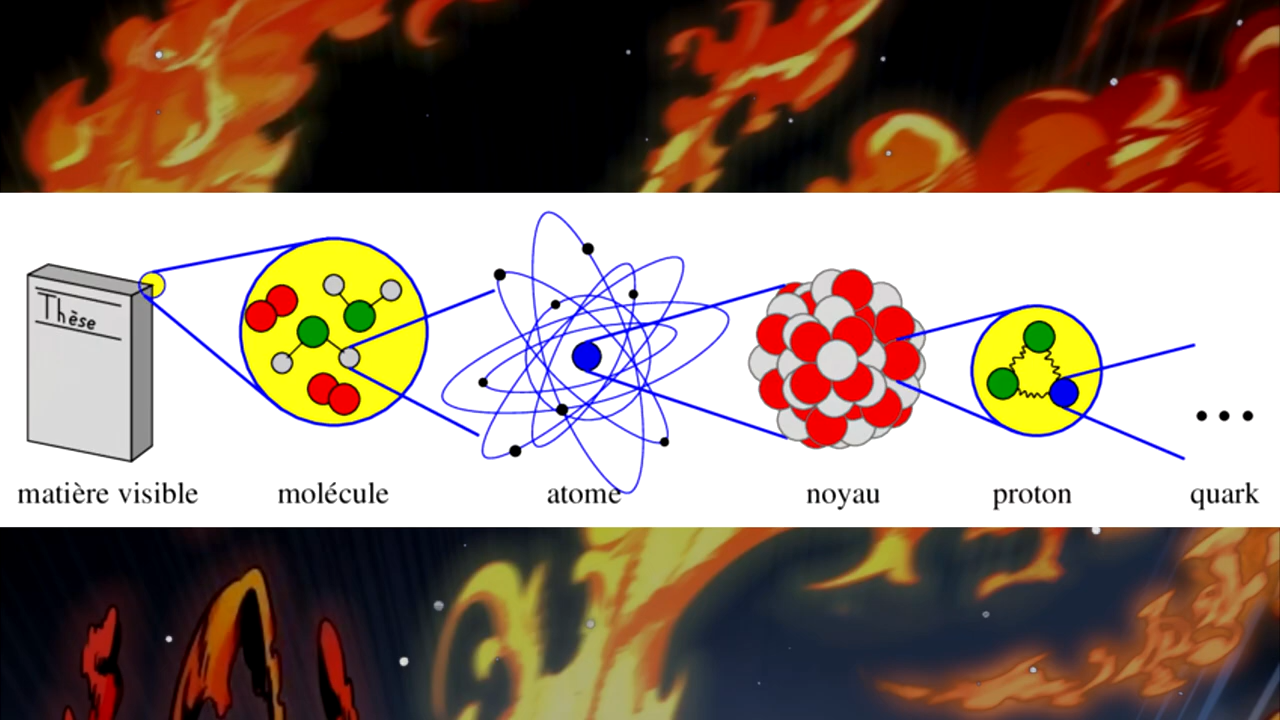 Thèse
matière visible
molécule
atome
noyau
proton
quark